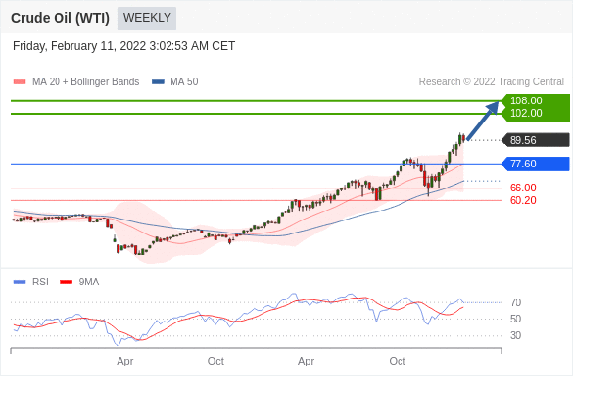 Crude Oil (WTI) WEEKLY
Friday, February 11, 2022 3:02:53 AM CET
MA 20 + Bollinger Bands MA 50 Research © 2022 Trading Central
108.00
102.00
89.56
77.60
66.00
60.20
RSI 9MA
70
50
30
Apr Oct Apr Oct